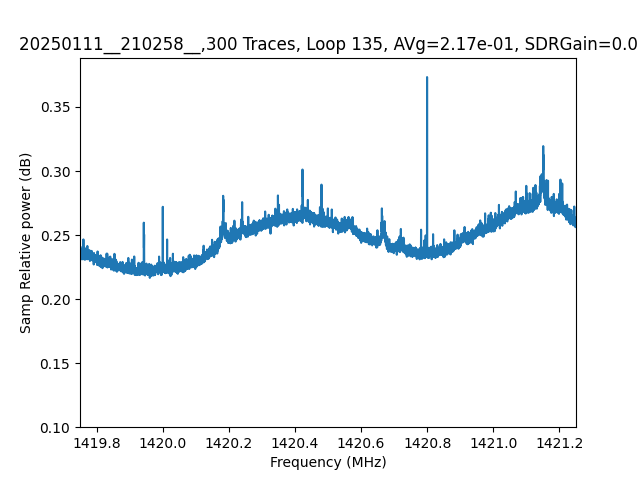 20250111__210258__,300 Traces, Loop 135, AVg=2.17e-01, SDRGain=0.0
Samp Relative power (dB)
0.35
0.30
0.25
0.20
0.15
0.10
1419.8 1420.0 1420.2 1420.4 1420.6 1420.8 1421.0 1421.2
Frequency (MHz)